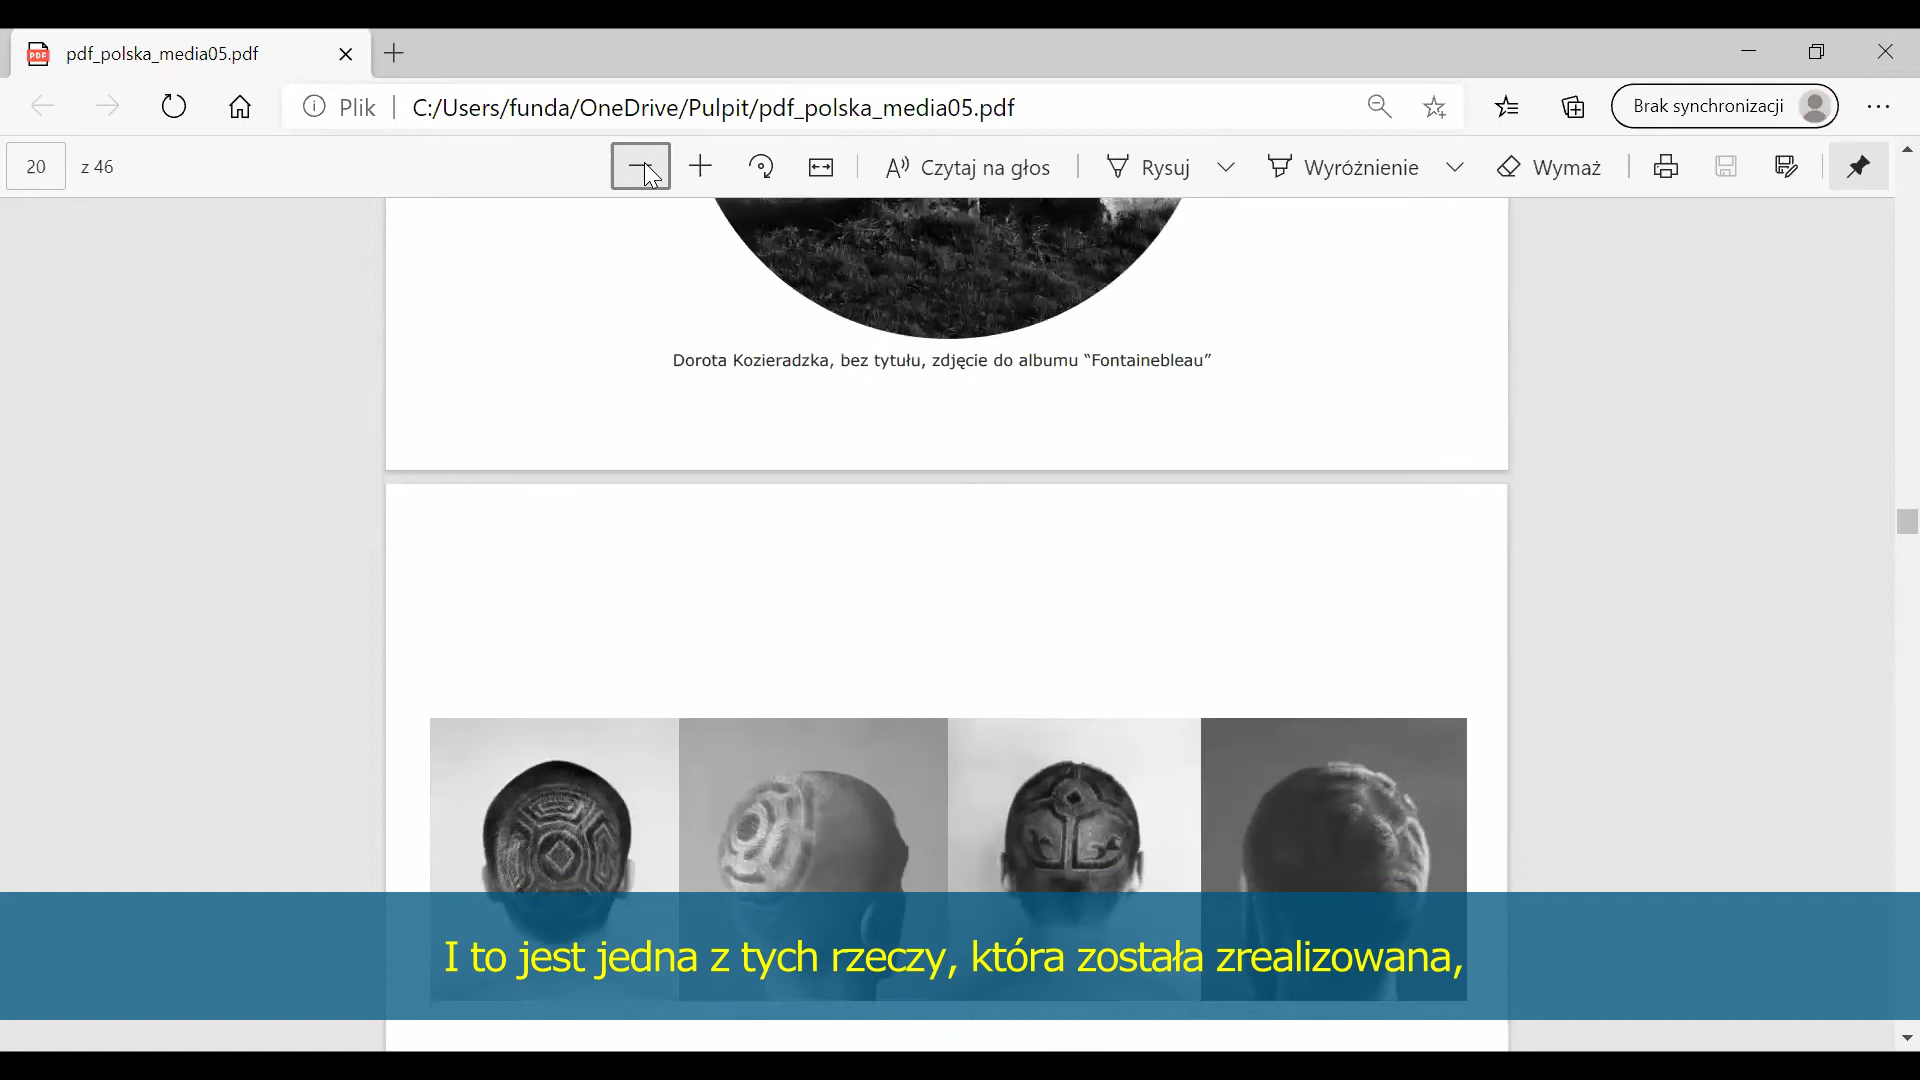 pdf_polska_media05.pdf
Plik C:/Users/funda/OneDrive/Pulpit/pdf_polska_media05.pdf Brak synchronizacji
20 z 46 Czytaj na głos Rysuj Wyróżnienie Wymaż
Dorota Kozieradzka, bez tytułu, zdjęcie do albumu “Fontainebleau”
I to jest jedna z tych rzeczy, która została zrealizowana,